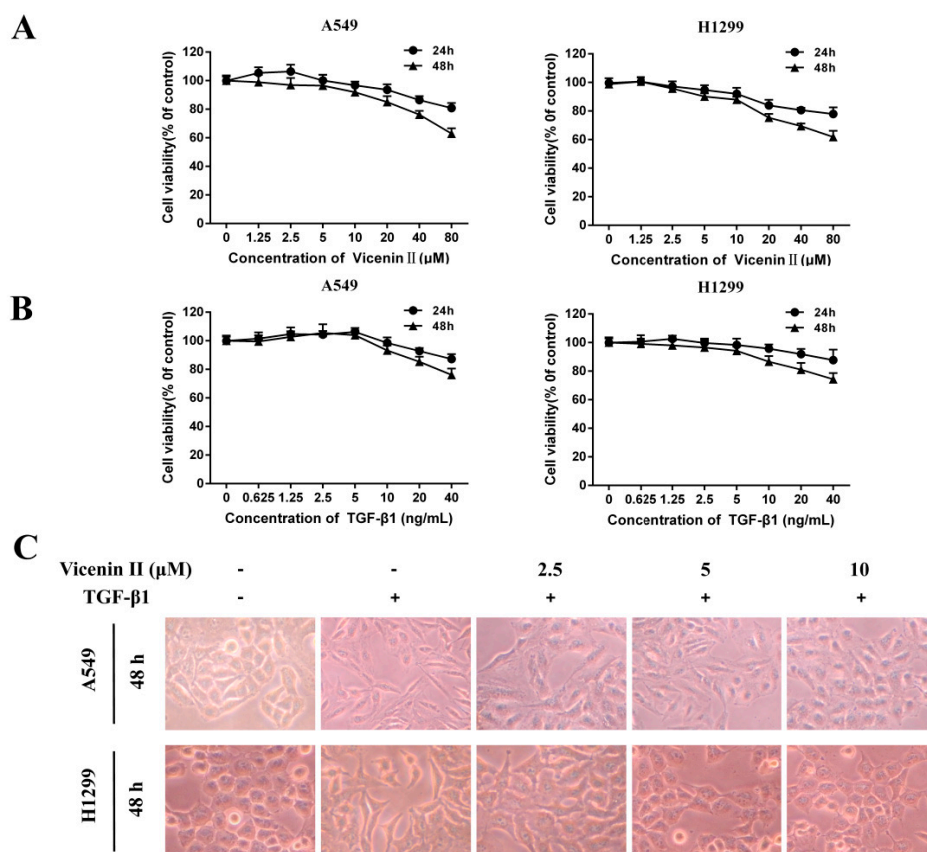 A
A549
120
100
80
60
40
20
0
Cell viability(% 0f control)
24h
48h
0 1.25 2.5 5 10 20 40 80
Concentration of Vicenin Ⅱ (μM)
H1299
120
100
80
60
40
20
0
Cell viability(% 0f control)
24h
48h
0 1.25 2.5 5 10 20 40 80
Concentration of Vicenin Ⅱ (μM)
B
A549
120
100
80
60
40
20
0
Cell viability(% 0f control)
24h
48h
0 0.625 1.25 2.5 5 10 20 40
Concentration of TGF-β1 (ng/mL)
H1299
120
100
80
60
40
20
0
Cell viability(% 0f control)
24h
48h
0 0.625 1.25 2.5 5 10 20 40
Concentration of TGF-β1 (ng/mL)
C
Vicenin II (μM) - - 2.5 5 10
TGF-β1 - + + + +
A549
48 h
H1299
48 h